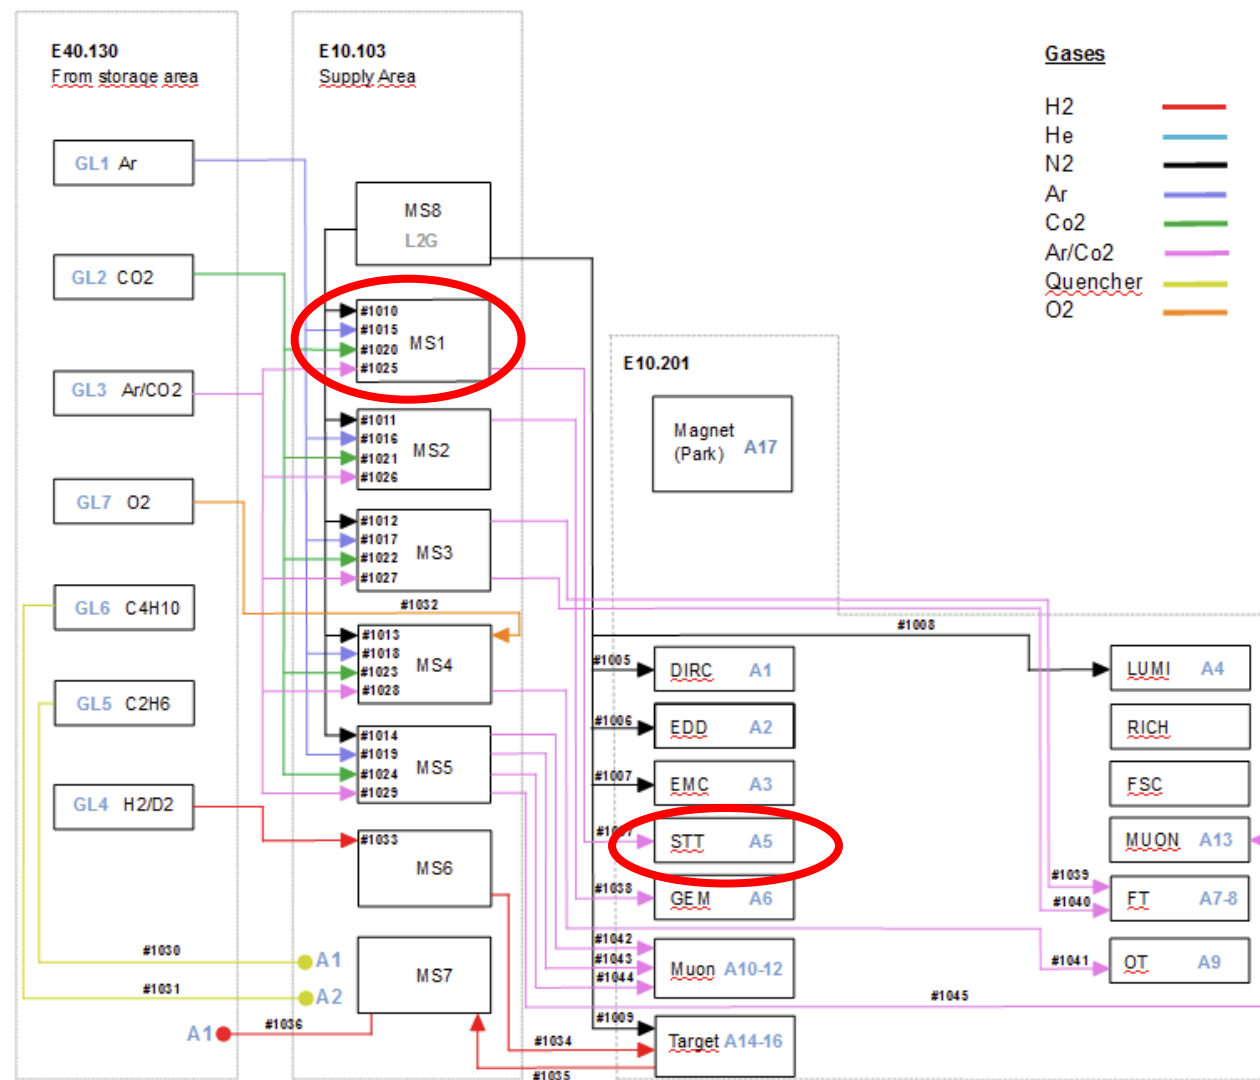 E40.130
From storage area
GL1 Ar
GL2 CO2
GL3 Ar/CO2
GL7 O2
GL6 C4H10
GL5 C2H6
GL4 H2/D2
#1030
A1
#1031
A2
A1
#1036
E10.103
Supply Area
MS8
L2G
#1010
#1015
#1020
#1025
MS1
#1011
#1016
#1021
#1026
MS2
#1012
#1017
#1022
#1027
MS3
#1032
#1013
#1018
#1023
#1028
MS4
#1014
#1019
#1024
#1029
MS5
#1033
MS6
MS7
#1034
#1035
E10.201
Magnet
(Park) A17
#1008
#1005
DIRC A1
#1006
EDD A2
#1007
EMC A3
STT A5
#1038
GEM A6
#1042
#1043
#1044
Muon A10-12
#1009
Target A14-16
LUMI A4
RICH
FSC
MUON A13
#1039
#1040
FT A7-8
#1041
OT A9
#1045
Gases
H2
He
N2
Ar
Co2
Ar/Co2
Quencher
O2